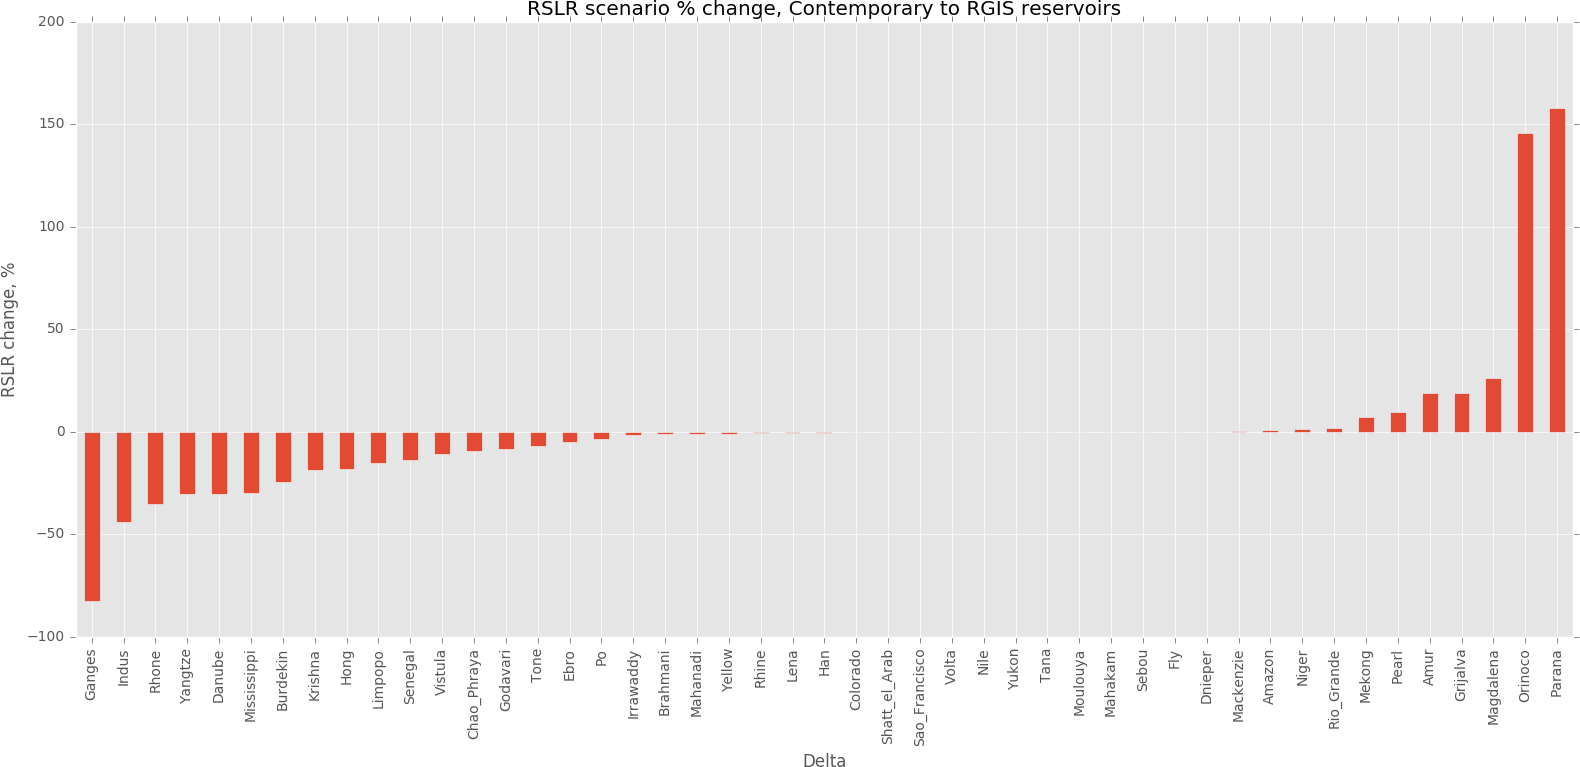 RSLR scenario % change, Contemporary to RGIS reservoirs
200
150
100
50
0
−50
−100
RSLR change, %
Ganges
Indus
Rhone
Yangtze
Danube
Mississippi
Burdekin
Krishna
Hong
Limpopo
Senegal
Vistula
Chao_Phraya
Godavari
Tone
Ebro
Po
Irrawaddy
Brahmani
Mahanadi
Yellow
Rhine
Lena
Han
Colorado
Shatt_el_Arab
Sao_Francisco
Volta
Nile
Yukon
Tana
Moulouya
Mahakam
Sebou
Fly
Dnieper
Mackenzie
Amazon
Niger
Rio_Grande
Mekong
Pearl
Amur
Grijalva
Magdalena
Orinoco
Parana
Delta